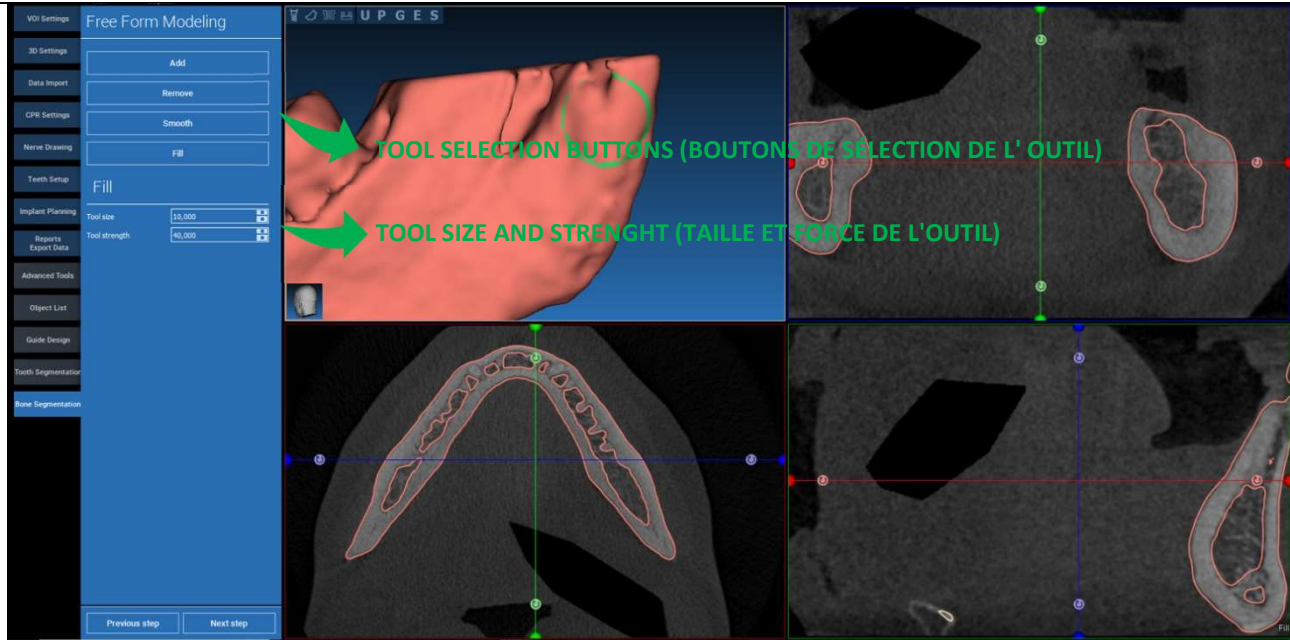 VOI Settings
3D Settings
Data Import
CPR Settings
Nerve Drawing
Teeth Setup
Implant Planning
Reports
Export Data
Advanced Tools
Object List
Guide Design
Tooth Segmentation
Bone Segmentation
Free Form Modeling
Add
Remove
Smooth
Fill
Fill
Tool size 10,000
Tool strength 40,000
Previous step Next step
U P G E S
TOOL SELECTION BUTTONS (BOUTONS DE SÉLECTION DE L' OUTIL)
TOOL SIZE AND STRENGHT (TAILLE ET FORCE DE L'OUTIL)
Fill